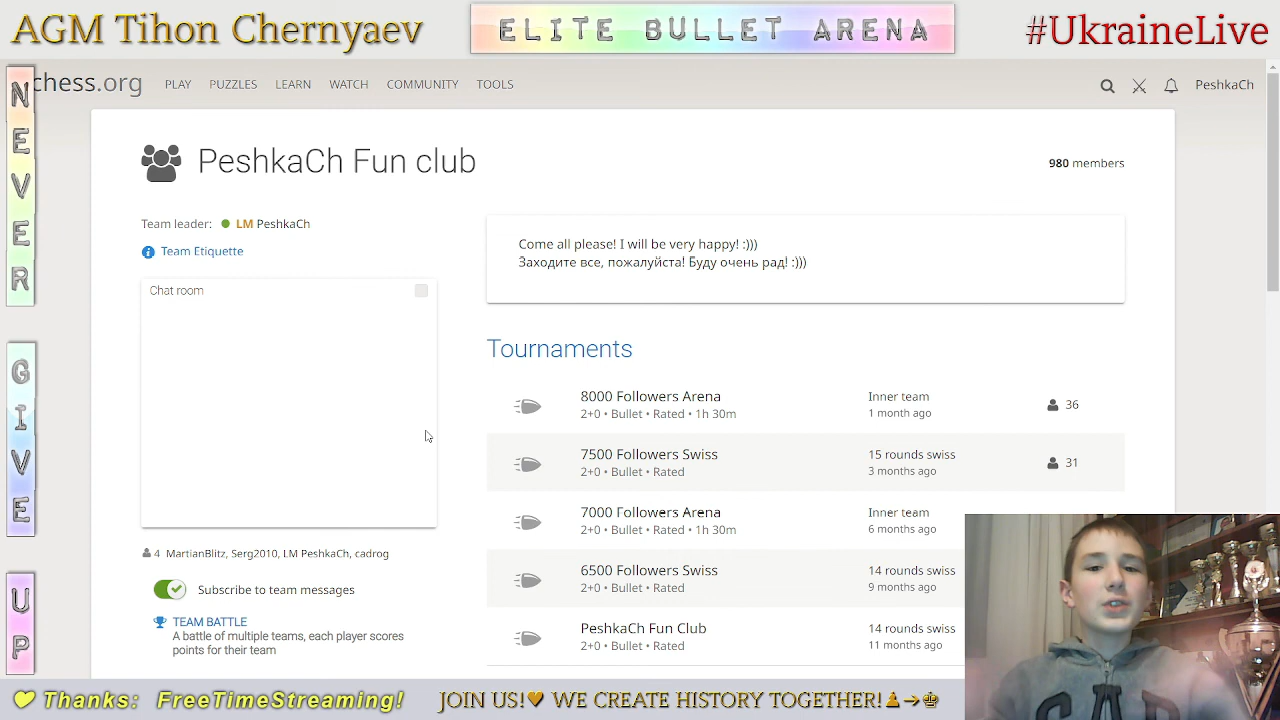 AGM Tihon Chernyaev
ELITE BULLET ARENA
#UkraineLive
NEVER
GIVE
UP
chess.org
PLAY PUZZLES LEARN WATCH COMMUNITY TOOLS
PeshkaCh
PeshkaCh Fun club
980 members
Team leader: LM PeshkaCh
Team Etiquette
Chat room
4 MartianBlitz, Serg2010, LM PeshkaCh, cadrog
Subscribe to team messages
TEAM BATTLE
A battle of multiple teams, each player scores
points for their team
Come all please! I will be very happy! :)))
Заходите все, пожалуйста! Буду очень рад! :)))
Tournaments
8000 Followers Arena Inner team
2+0 • Bullet • Rated • 1h 30m 1 month ago 36
7500 Followers Swiss 15 rounds swiss
2+0 • Bullet • Rated 3 months ago 31
7000 Followers Arena Inner team
2+0 • Bullet • Rated • 1h 30m 6 months ago
6500 Followers Swiss 14 rounds swiss
2+0 • Bullet • Rated 9 months ago
PeshkaCh Fun Club 14 rounds swiss
2+0 • Bullet • Rated 11 months ago
GAP
Thanks: FreeTimeStreaming!
JOIN US!🧡 WE CREATE HISTORY TOGETHER!♟→♚